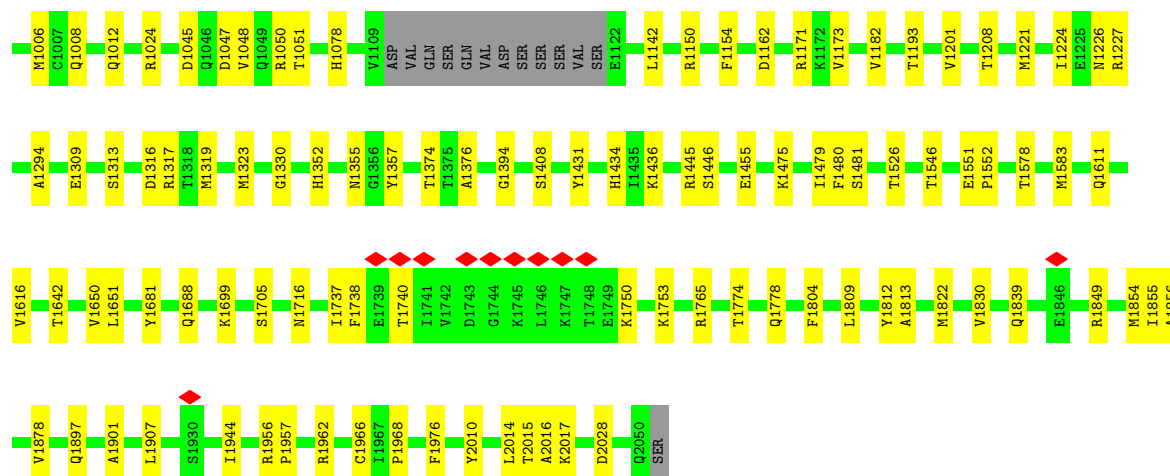 M1006 C1007 Q1008 Q1012 R1024 D1045 Q1046 D1047 V1048 Q1049 R1050 T1051 H1078 V1109 ASP VAL GLN SER GLN VAL ASP SER SER SER VAL SER E1122 L1142 R1150 F1154 D1162 R1171 K1172 V1173 V1182 T1193 V1201 T1208 M1221 I1224 E1225 N1226 R1227
A1294 E1309 S1313 D1316 R1317 T1318 M1319 M1323 G1330 H1352 N1355 G1356 Y1357 T1374 T1375 A1376 G1394 S1408 Y1431 H1434 I1435 K1436 R1445 S1446 E1455 K1475 I1479 F1480 S1481 T1526 T1546 E1551 P1552 T1578 M1583 Q1611
V1616 T1642 V1650 L1651 Y1681 Q1688 K1699 S1705 N1716 I1737 F1738 E1739 T1740 I1741 V1742 D1743 G1744 K1745 L1746 K1747 T1748 E1749 K1750 K1753 R1765 T1774 Q1778 F1804 L1809 Y1812 A1813 M1822 V1830 Q1839 E1846 R1849 M1854 I1855 A1856
V1878 Q1897 A1901 L1907 S1930 I1944 R1956 P1957 R1962 C1966 I1967 P1968 F1976 Y2010 L2014 T2015 A2016 K2017 D2028 Q2050 SER